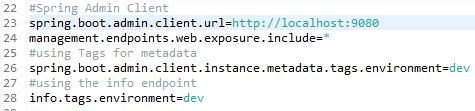 22 #Spring Admin Client
23 spring.boot.admin.client.url=http://localhost:9080
24 management.endpoints.web.exposure.include=*
25 #using Tags for metadata
26 spring.boot.admin.client.instance.metadata.tags.environment=dev
27 #using the info endpoint
28 info.tags.environment=dev